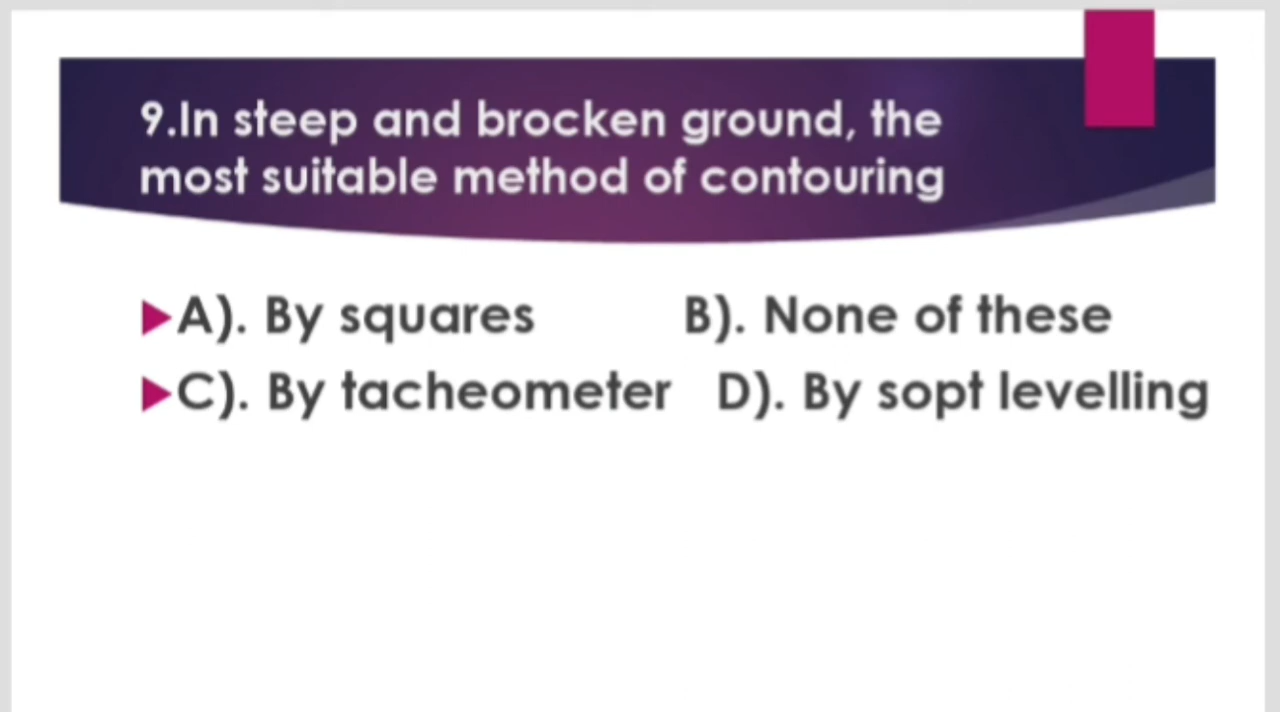 9.In steep and brocken ground, the
most suitable method of contouring
A). By squares B). None of these
C). By tacheometer D). By sopt levelling